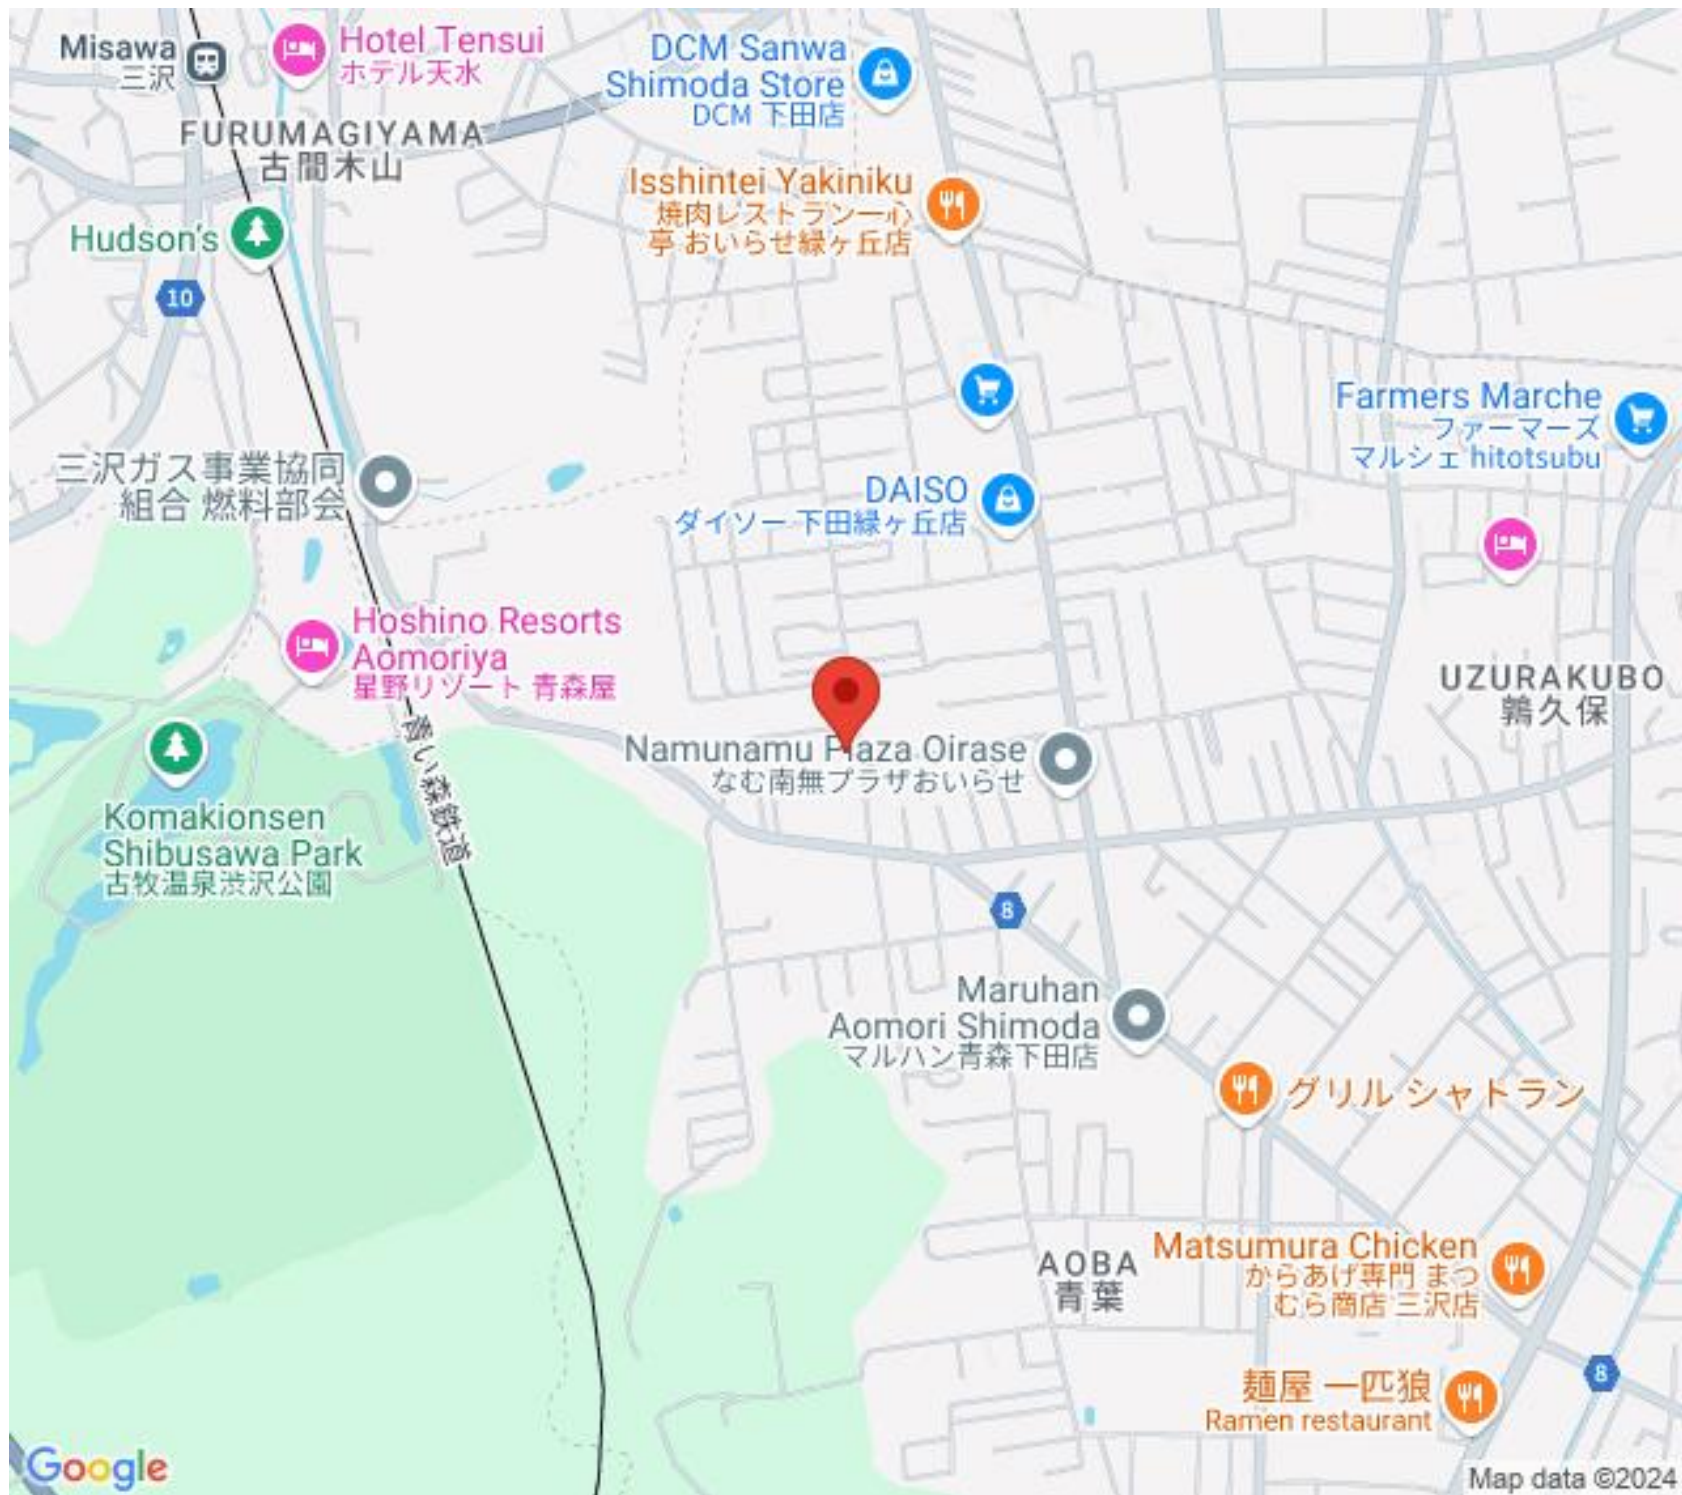 Misawa
三沢
Hotel Tensui
ホテル天水
DCM Sanwa
Shimoda Store
DCM 下田店
FURUMAGIYAMA
古間木山
Isshintei Yakiniku
焼肉レストラン一心
亭 おいらせ緑ヶ丘店
Hudson's
10
Farmers Marche
ファーマーズ
マルシェ hitotsubu
三沢ガス事業協同
組合 燃料部会
DAISO
ダイソー 下田緑ヶ丘店
Hoshino Resorts
Aomoriya
星野リゾート 青森屋
UZURAKUBO
鶉久保
青い森鉄道
Namunamu Plaza Oirase
なむ南無プラザおいらせ
Komakionsen
Shibusawa Park
古牧温泉渋沢公園
8
Maruhan
Aomori Shimoda
マルハン青森下田店
グリル シャトラン
AOBA
青葉
Matsumura Chicken
からあげ専門 まつ
むら商店 三沢店
8
麺屋 一匹狼
Ramen restaurant
Google
Map data ©2024